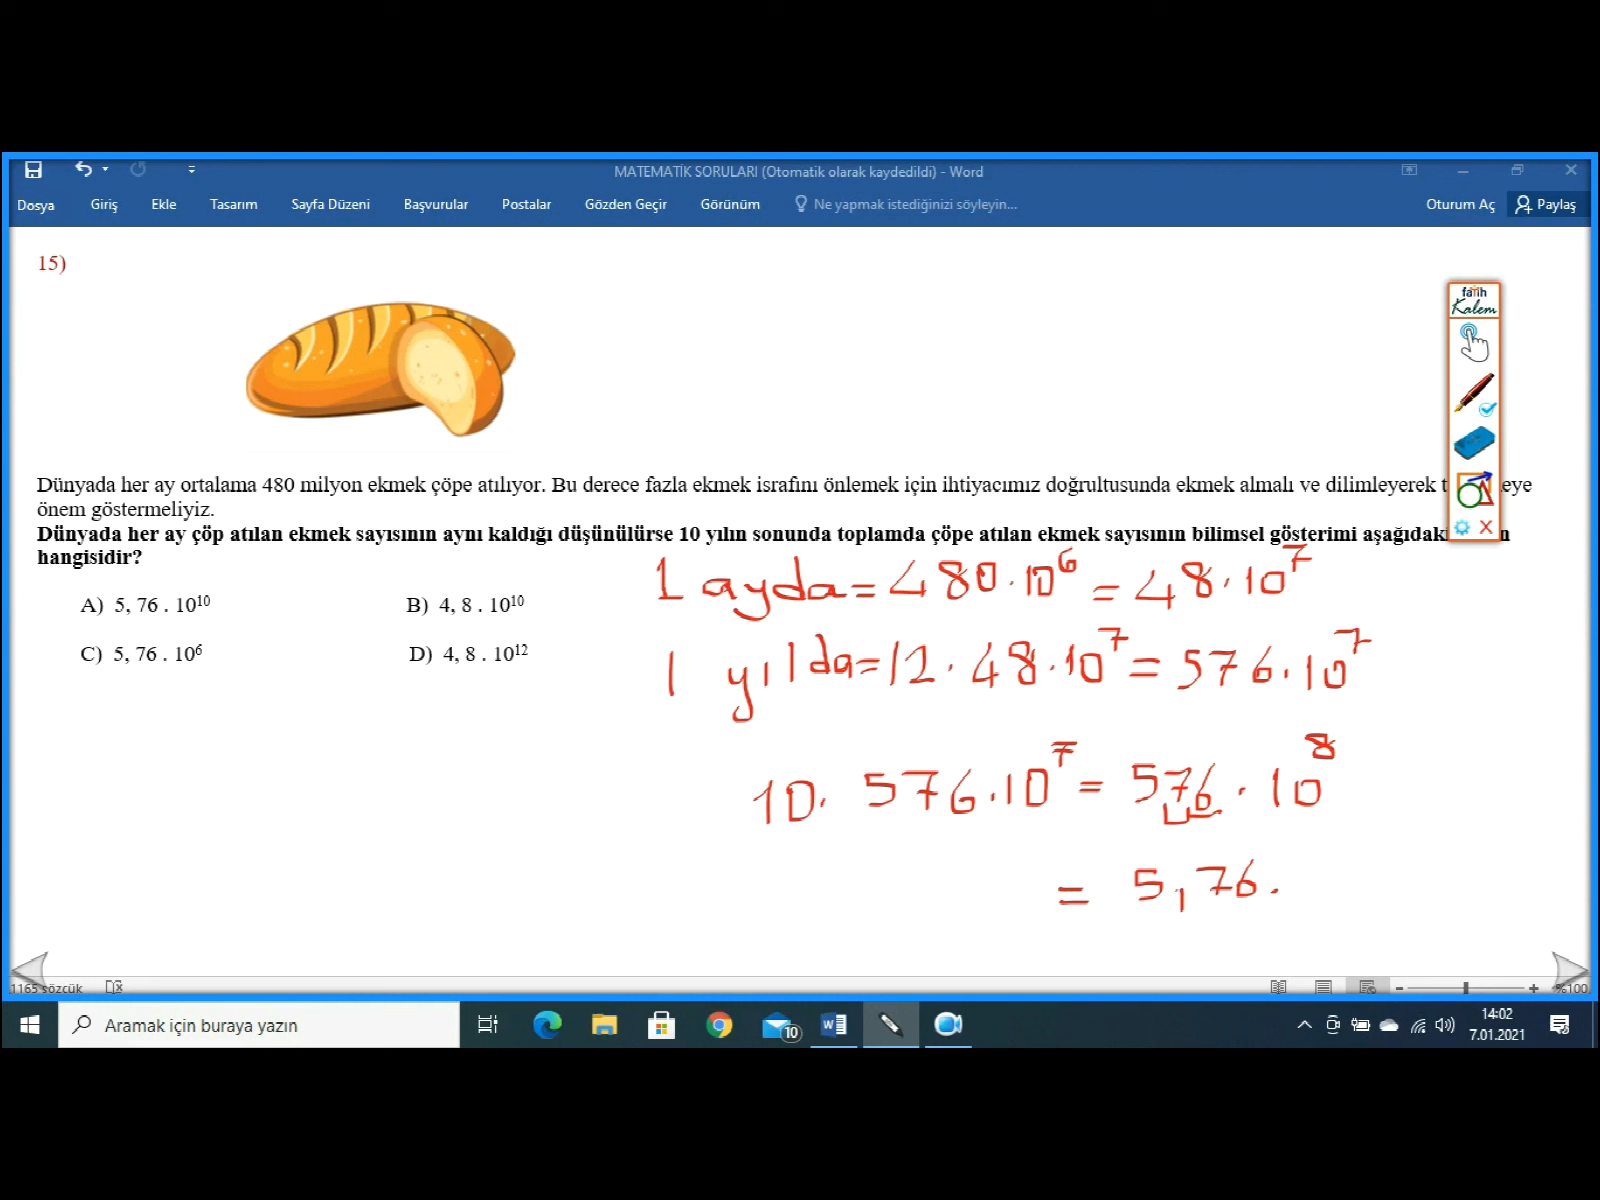 MATEMATİK SORULARI (Otomatik olarak kaydedildi) - Word
Dosya Giriş Ekle Tasarım Sayfa Düzeni Başvurular Postalar Gözden Geçir Görünüm Ne yapmak istediğinizi söyleyin... Oturum Aç Paylaş
15)
fatih
Kalem
Dünyada her ay ortalama 480 milyon ekmek çöpe atılıyor. Bu derece fazla ekmek israfını önlemek için ihtiyacımız doğrultusunda ekmek almalı ve dilimleyerek
önem göstermeliyiz.
Dünyada her ay çöp atılan ekmek sayısının aynı kaldığı düşünülürse 10 yılın sonunda toplamda çöpe atılan ekmek sayısının bilimsel gösterimi
hangisidir?
1 ayda = 480.10⁶ = 48.10⁷
A) 5, 76 . 10¹⁰ B) 4, 8 . 10¹⁰
C) 5, 76 . 10⁶ D) 4, 8 . 10¹²
1 yılda = 12.48.10⁷ = 576.10⁷
10. 576.10⁷ = 576.10⁸
= 5,76.
1165 sözcük %100
Aramak için buraya yazın 10 14:02
7.01.2021